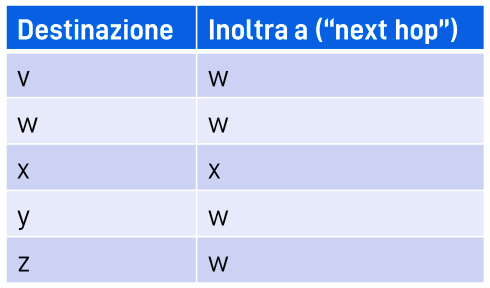 Destinazione Inoltra a (“next hop”)
v w
w w
x x
y w
z w